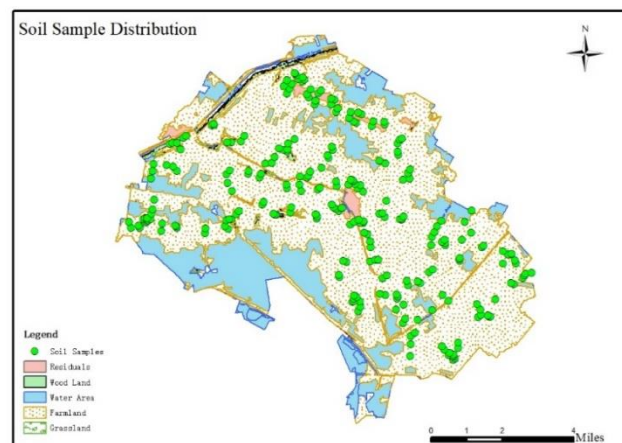 Soil Sample Distribution
N
Legend
Soil Samples
Residuals
Wood Land
Water Area
Farmland
Grassland
0 1 2 4
Miles